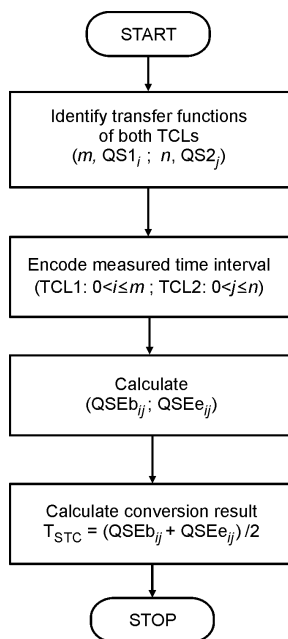 START
Identify transfer functions
of both TCLs
(m, QS1i ; n, QS2j)
Encode measured time interval
(TCL1: 0<i≤m ; TCL2: 0<j≤n)
Calculate
(QSEbij ; QSEeij)
Calculate conversion result
TSTC = (QSEbij + QSEeij) /2
STOP